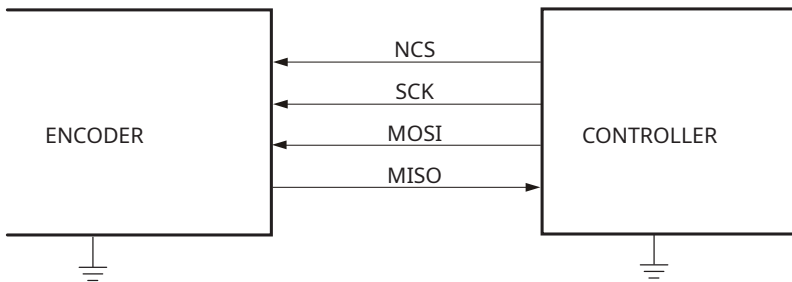 NCS
SCK
ENCODER
MOSI
CONTROLLER
MISO